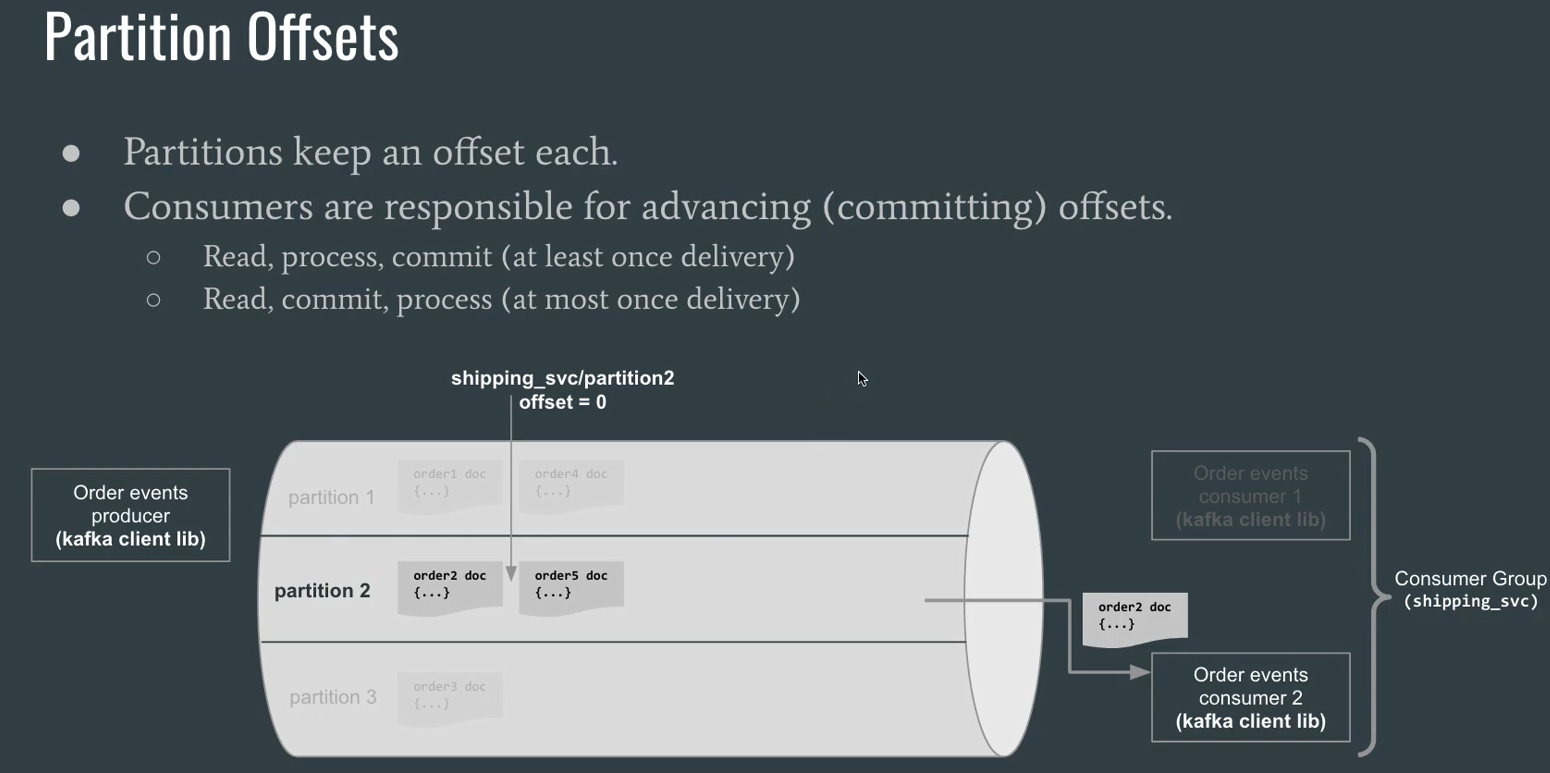 Partition Offsets
● Partitions keep an offset each.
● Consumers are responsible for advancing (committing) offsets.
○ Read, process, commit (at least once delivery)
○ Read, commit, process (at most once delivery)
shipping_svc/partition2
offset = 0
Order events
producer
(kafka client lib)
partition 1
order1 doc
{...}
order4 doc
{...}
partition 2
order2 doc
{...}
order5 doc
{...}
partition 3
order3 doc
{...}
order2 doc
{...}
Order events
consumer 1
(kafka client lib)
Order events
consumer 2
(kafka client lib)
Consumer Group
(shipping_svc)